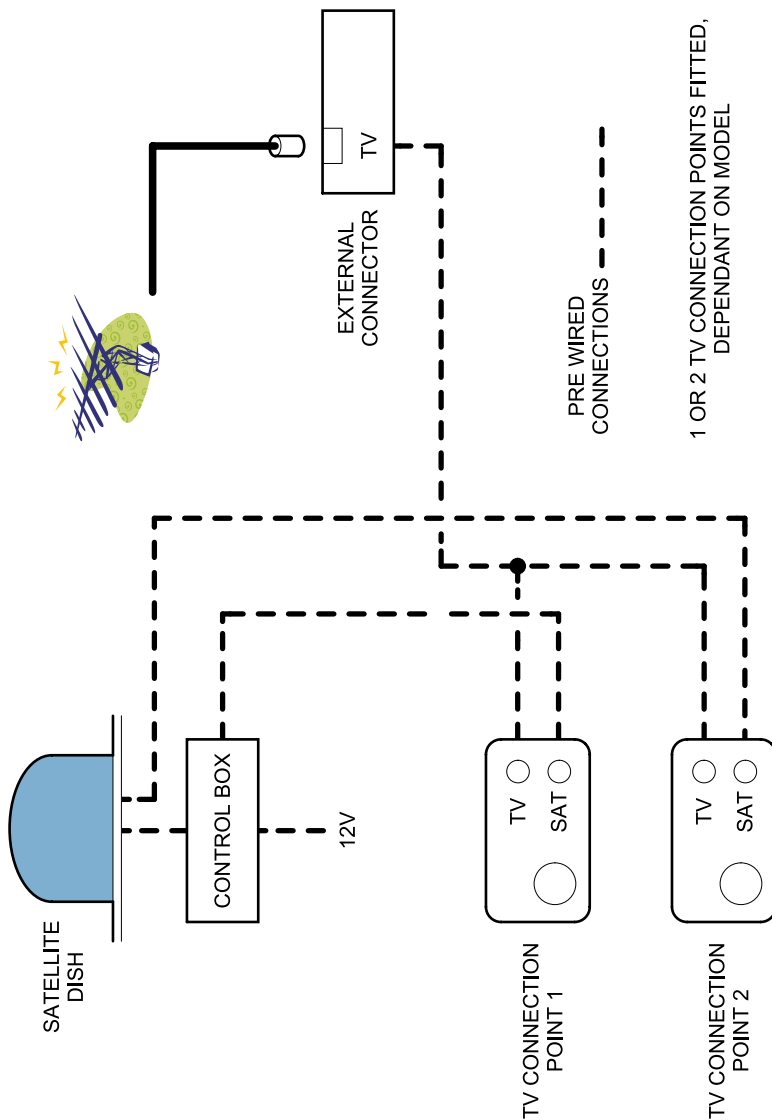 SATELLITE
DISH
CONTROL BOX
12V
TV CONNECTION
POINT 1
TV
SAT
TV CONNECTION
POINT 2
TV
SAT
EXTERNAL
CONNECTOR
TV
PRE WIRED
CONNECTIONS
1 OR 2 TV CONNECTION POINTS FITTED,
DEPENDANT ON MODEL